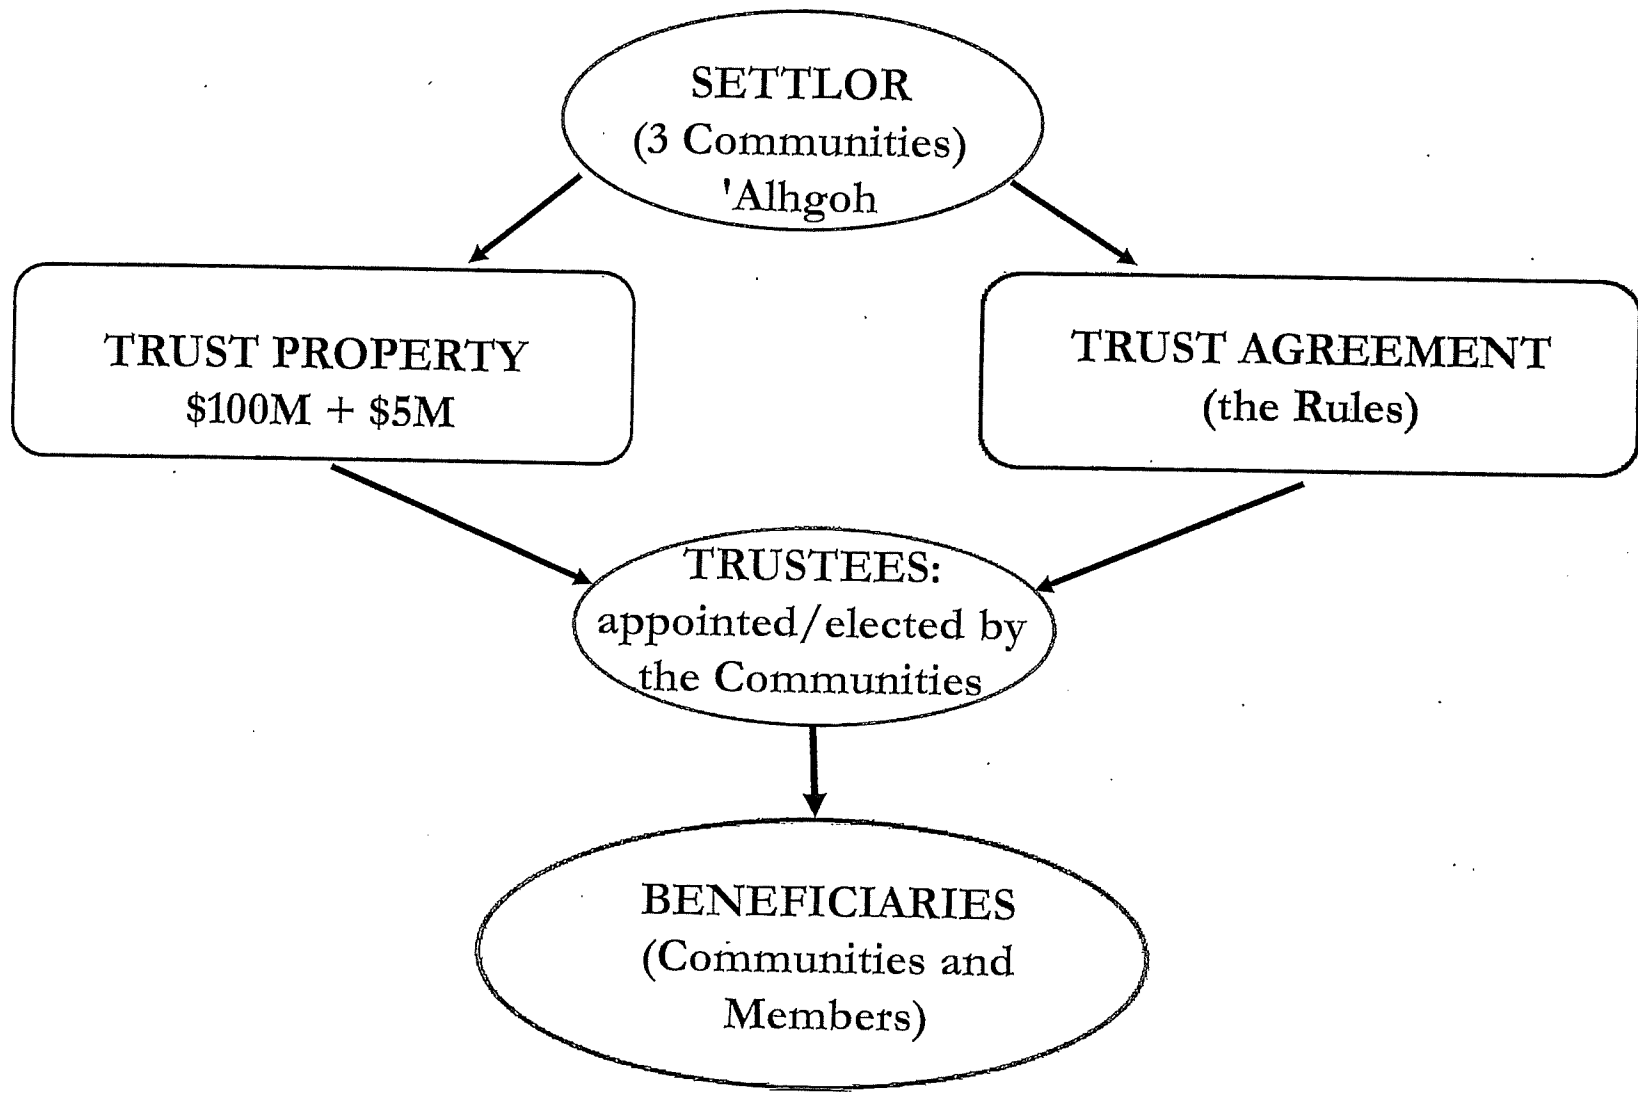 SETTLOR
(3 Communities)
'Alhgoh
TRUST PROPERTY
$100M + $5M
TRUST AGREEMENT
(the Rules)
TRUSTEES:
appointed/elected by
the Communities
BENEFICIARIES
(Communities and
Members)